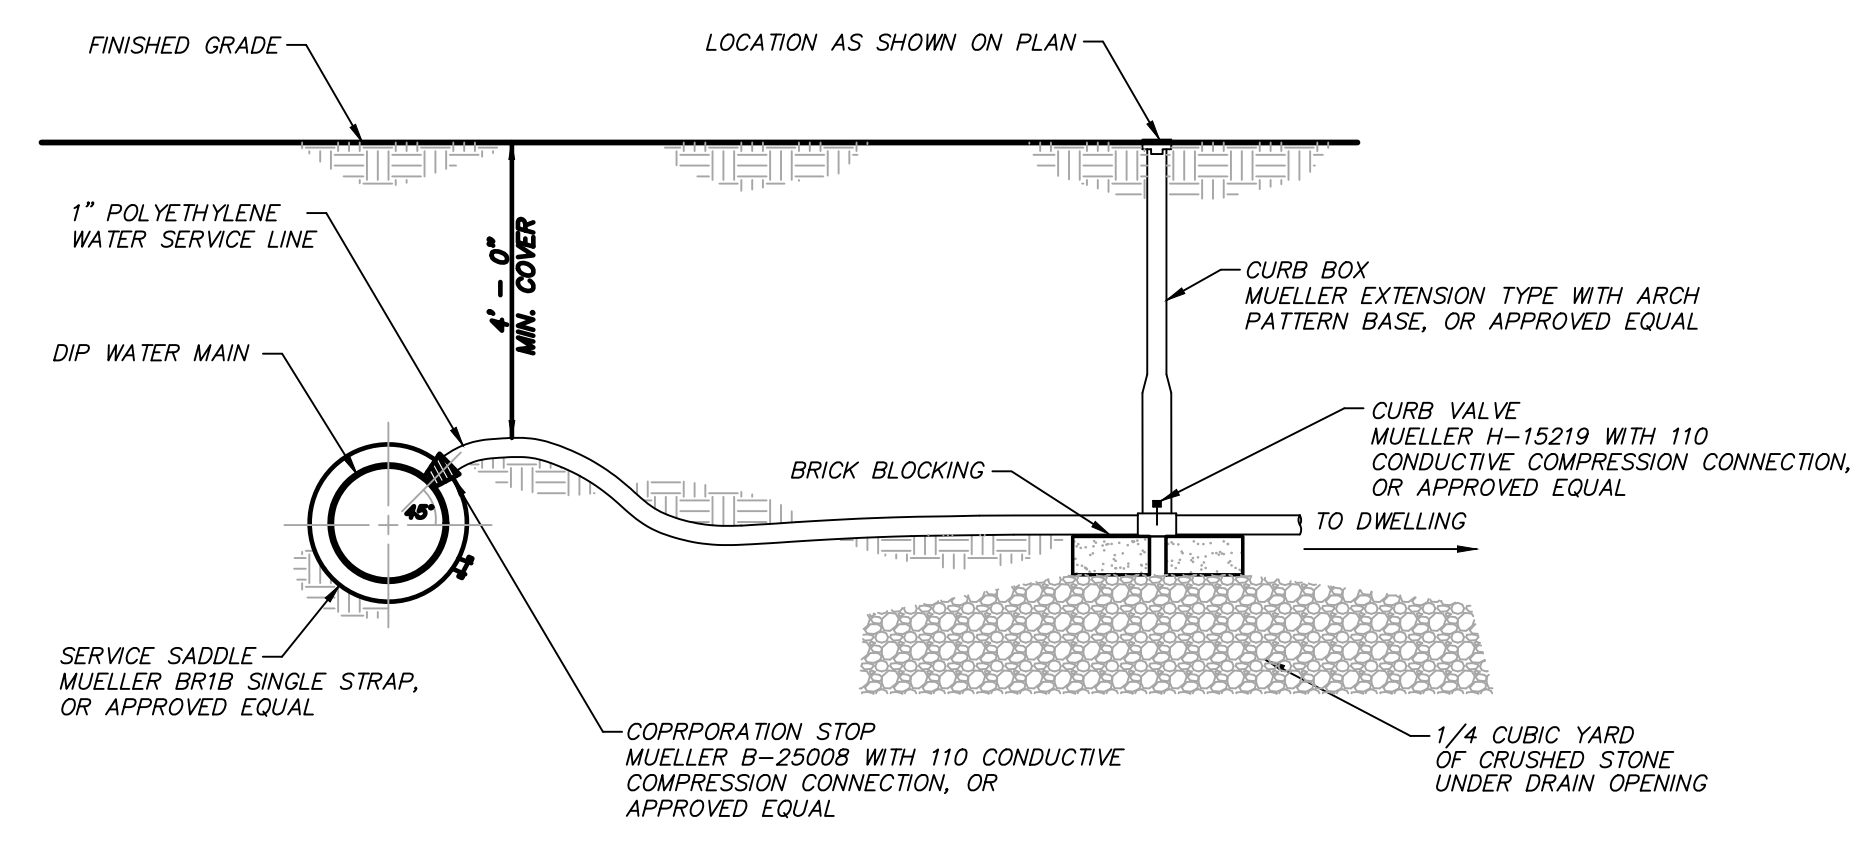 FINISHED GRADE
LOCATION AS SHOWN ON PLAN
1" POLYETHYLENE
WATER SERVICE LINE
4' - 0"
MIN. COVER
CURB BOX
MUELLER EXTENSION TYPE WITH ARCH
PATTERN BASE, OR APPROVED EQUAL
DIP WATER MAIN
CURB VALVE
MUELLER H-15219 WITH 110
CONDUCTIVE COMPRESSION CONNECTION,
OR APPROVED EQUAL
BRICK BLOCKING
45°
TO DWELLING
SERVICE SADDLE
MUELLER BR1B SINGLE STRAP,
OR APPROVED EQUAL
COPRPORATION STOP
MUELLER B-25008 WITH 110 CONDUCTIVE
COMPRESSION CONNECTION, OR
APPROVED EQUAL
1/4 CUBIC YARD
OF CRUSHED STONE
UNDER DRAIN OPENING